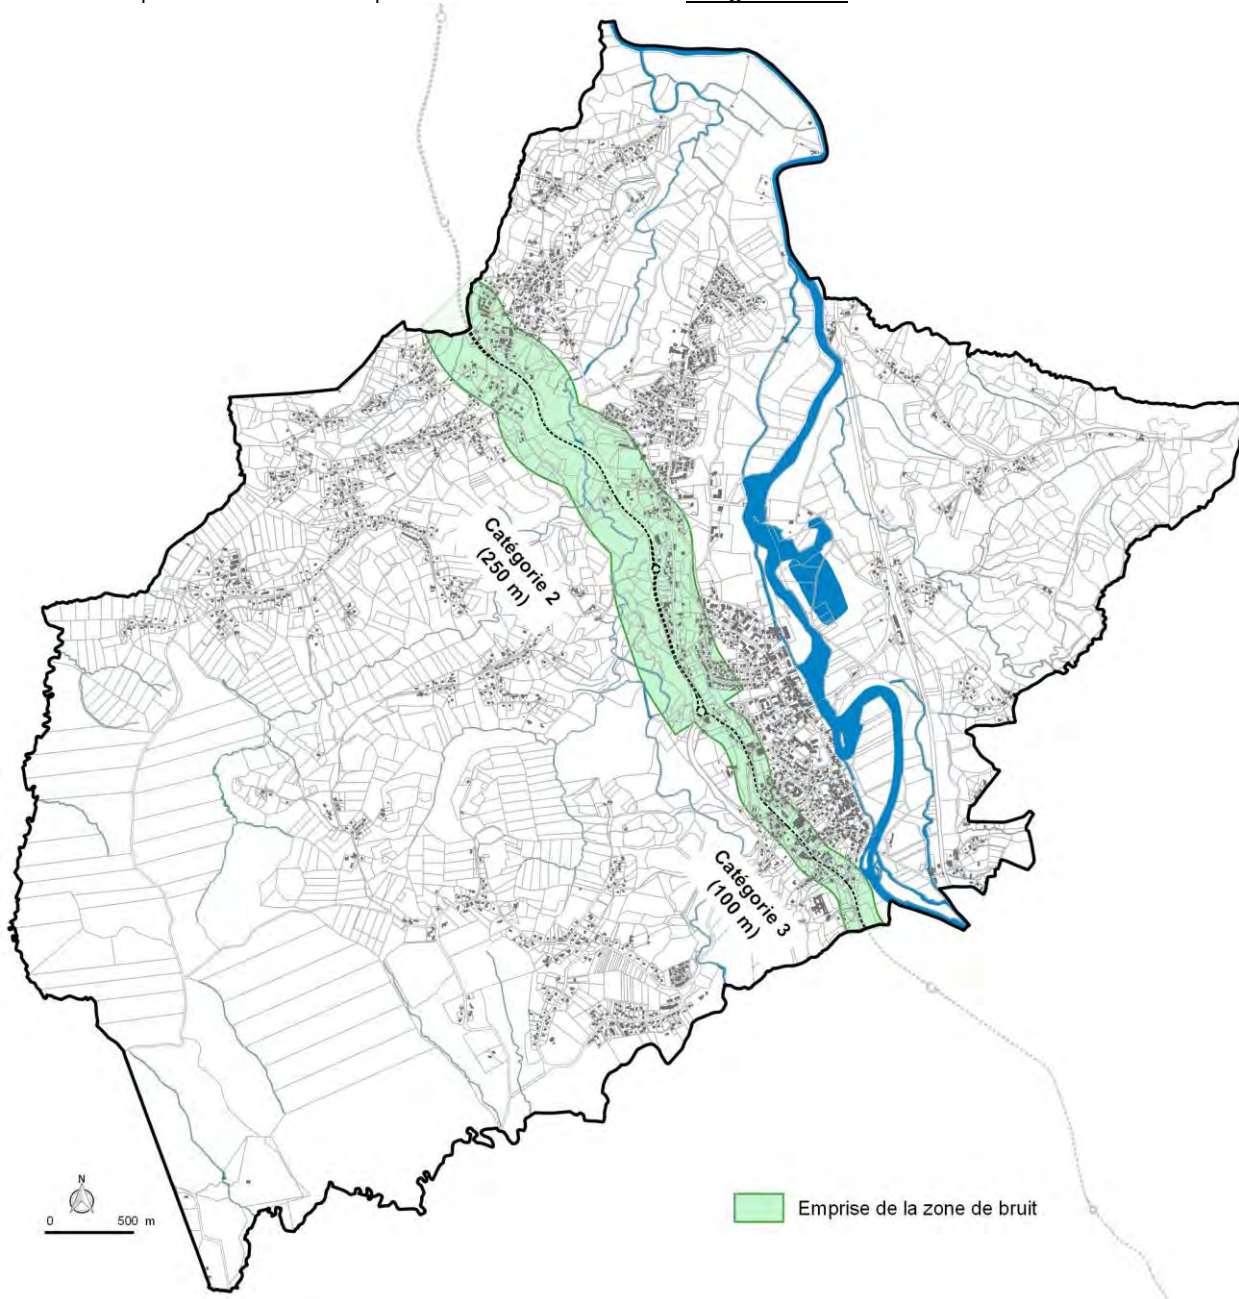 Catégorie 2
(250 m)
Catégorie 3
(100 m)
N
0 500 m
Emprise de la zone de bruit